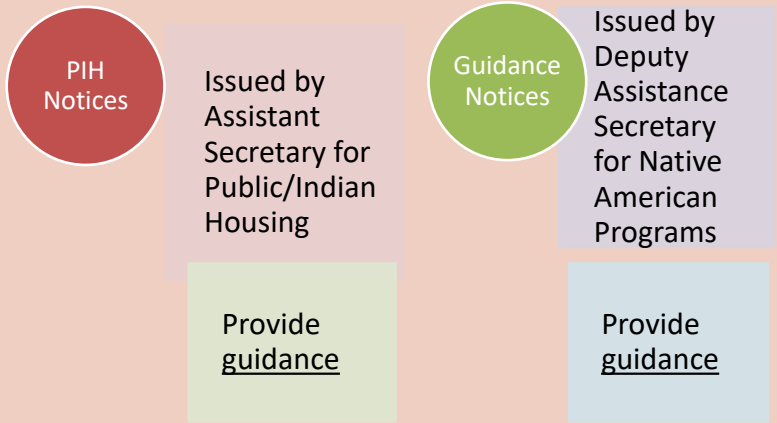 PIH
Notices
Issued by
Assistant
Secretary for
Public/Indian
Housing
Provide
guidance
Guidance
Notices
Issued by
Deputy
Assistance
Secretary
for Native
American
Programs
Provide
guidance